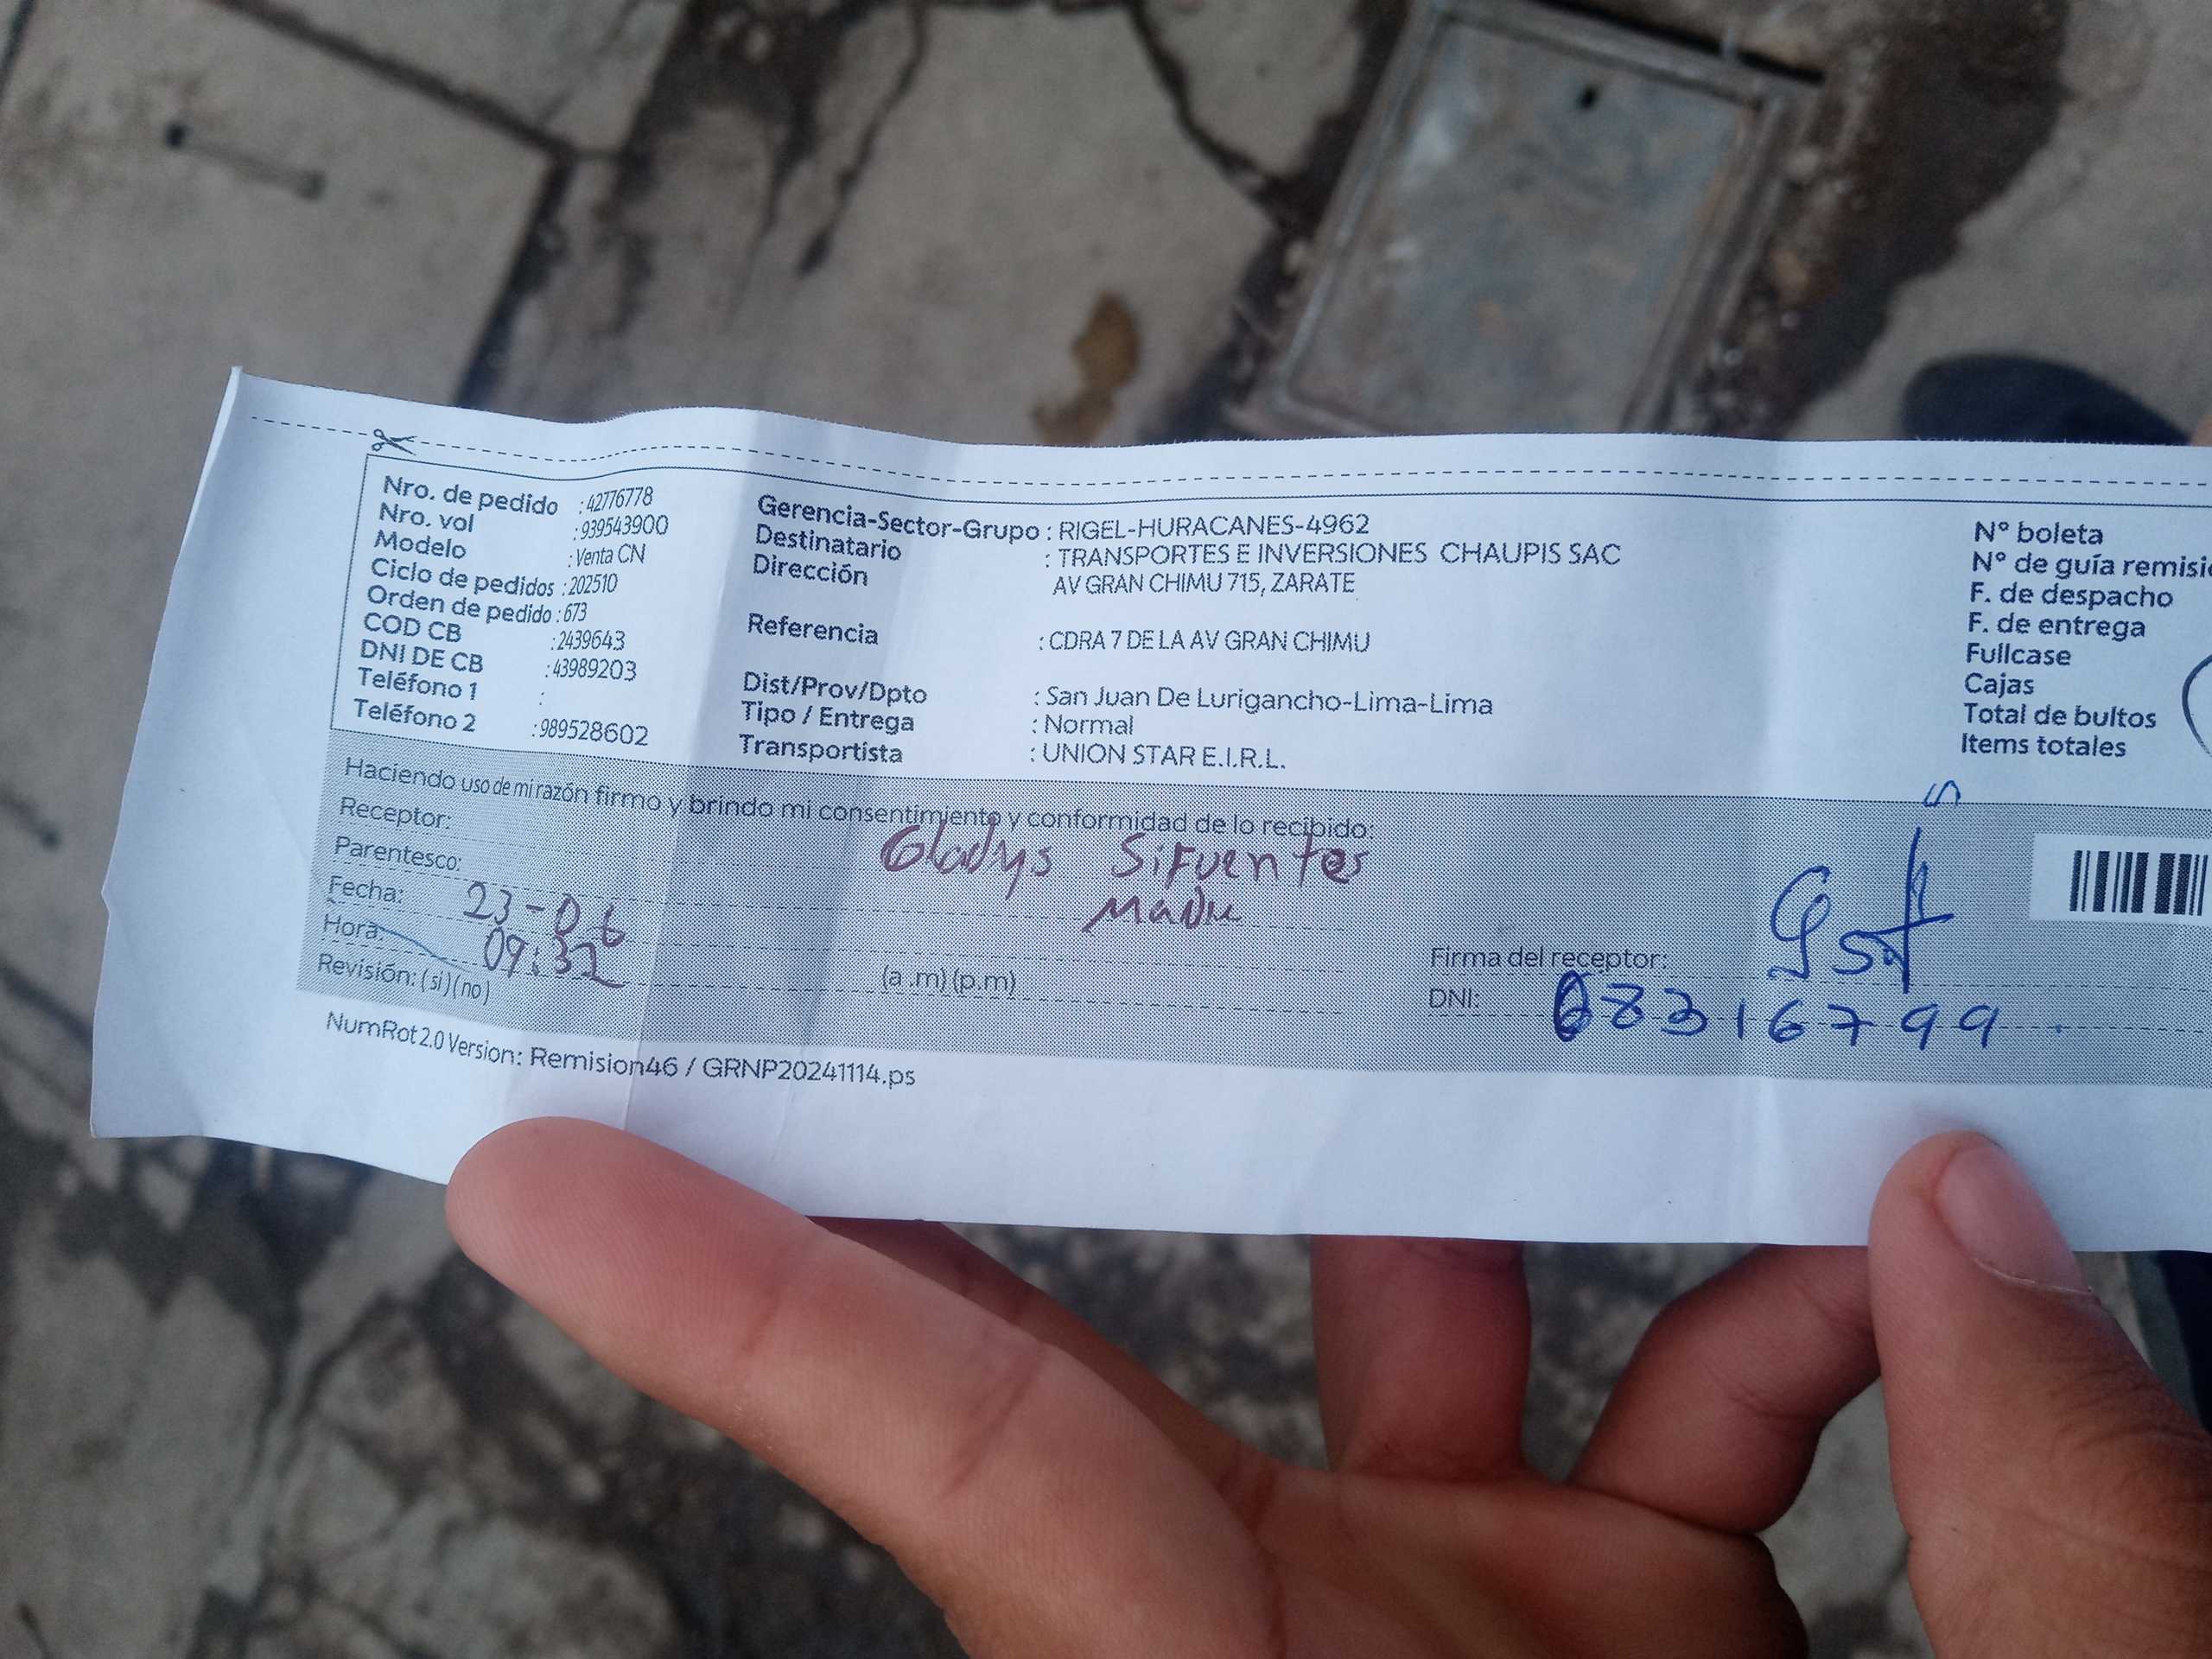 Nro. de pedido : 42776778
Nro. vol : 939543900
Modelo : Venta CN
Ciclo de pedidos : 202510
Orden de pedido : 673
COD CB : 2439643
DNI DE CB : 43989203
Teléfono 1 :
Teléfono 2 : 989528602
Gerencia-Sector-Grupo : RIGEL-HURACANES-4962
Destinatario : TRANSPORTES E INVERSIONES CHAUPIS SAC
Dirección AV GRAN CHIMU 715, ZARATE
Referencia : CDRA 7 DE LA AV GRAN CHIMU
Dist/Prov/Dpto : San Juan De Lurigancho-Lima-Lima
Tipo / Entrega : Normal
Transportista : UNION STAR E.I.R.L.
N° boleta
N° de guía remisi
F. de despacho
F. de entrega
Fullcase
Cajas
Total de bultos
Items totales
Haciendo uso de mi razón firmo y brindo mi consentimiento y conformidad de lo recibido:
Receptor: Gladys Sifuentes
Parentesco: Madre
Fecha: 23-06
Hora: 09:32 (a.m) (p.m)
Revisión: (si) (no)
Firma del receptor:
DNI: 08316799
NumRot2.0 Version: Remision46 / GRNP20241114.ps